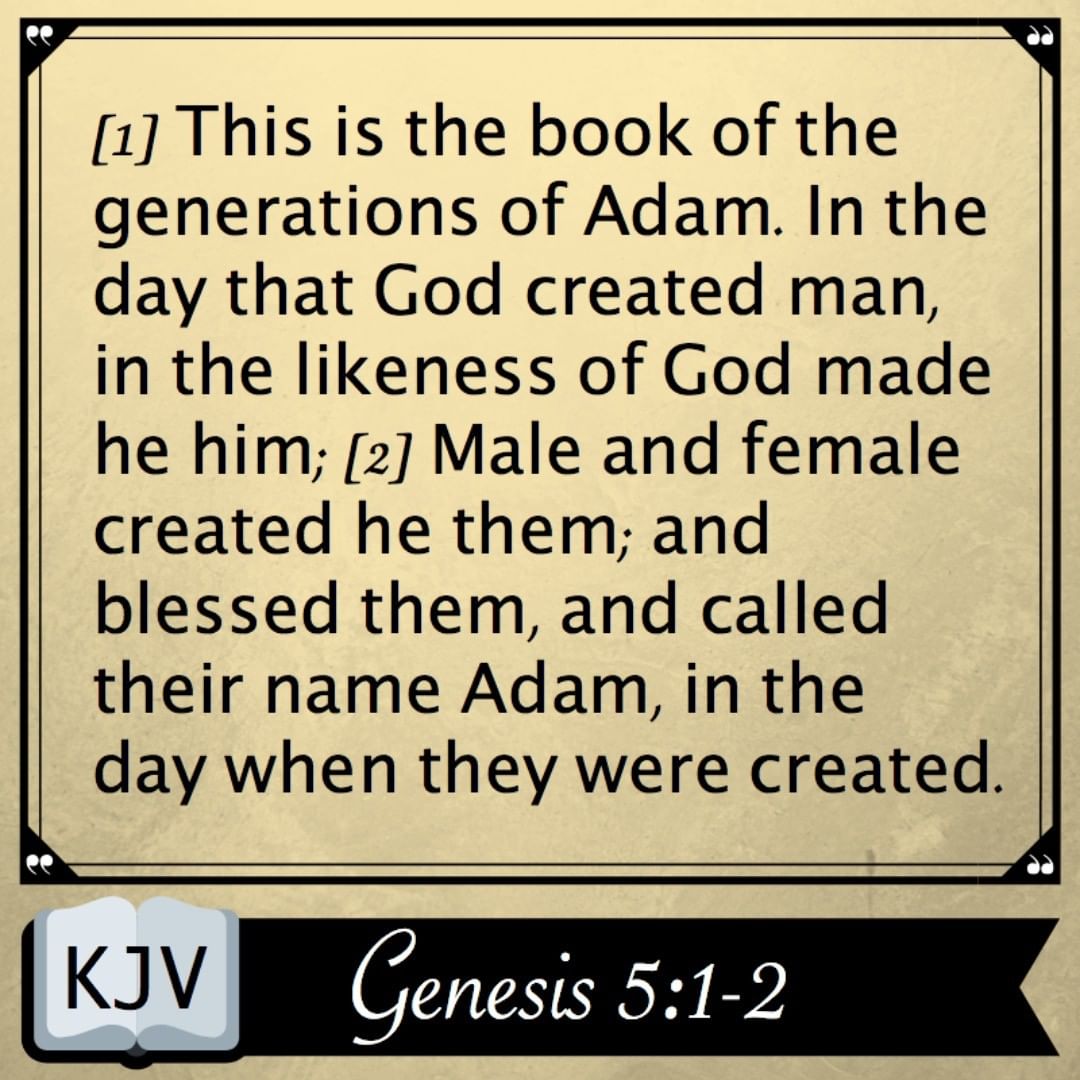 [1] This is the book of the
generations of Adam. In the
day that God created man,
in the likeness of God made
he him; [2] Male and female
created he them; and
blessed them, and called
their name Adam, in the
day when they were created.
KJV
Genesis 5:1-2